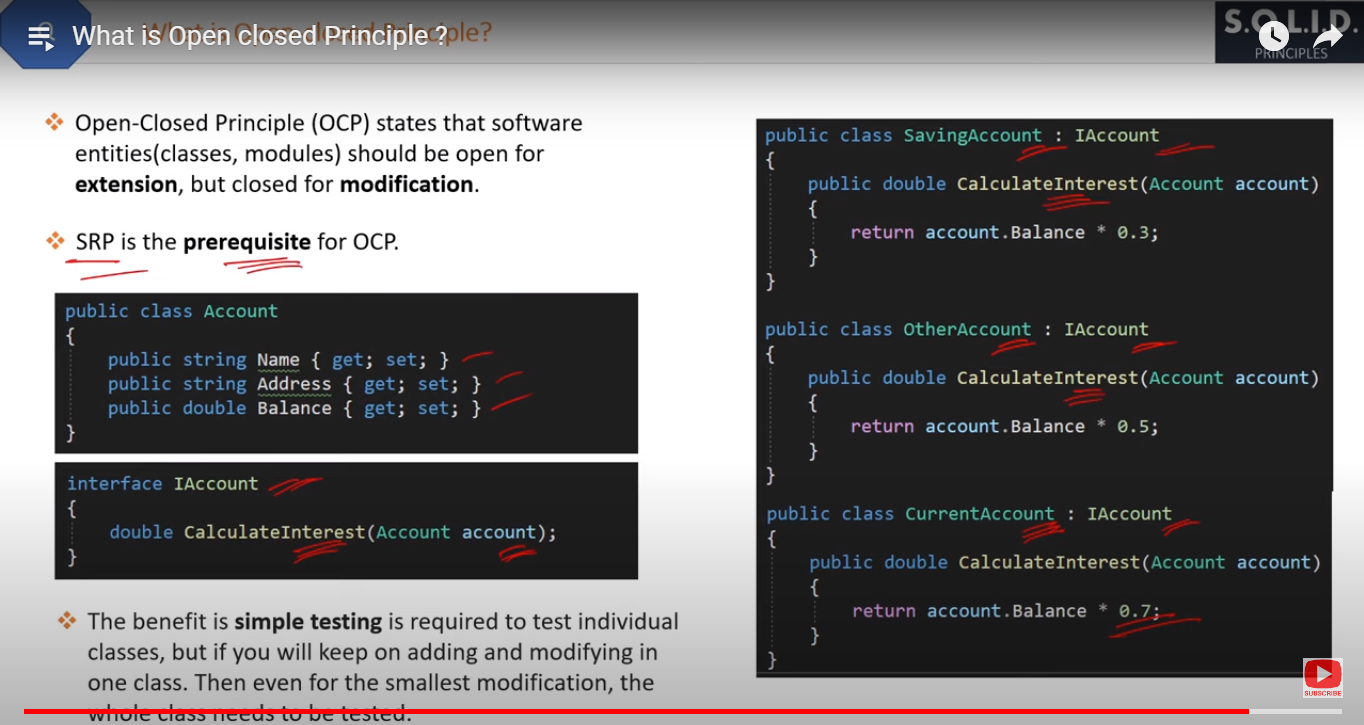 What is Open closed Principle ?
What is Open closed Principle?
S.O.L.I.D.
PRINCIPLES
Open-Closed Principle (OCP) states that software
entities(classes, modules) should be open for
extension, but closed for modification.
SRP is the prerequisite for OCP.
public class Account
{
public string Name { get; set; }
public string Address { get; set; }
public double Balance { get; set; }
}
interface IAccount
{
double CalculateInterest(Account account);
}
The benefit is simple testing is required to test individual
classes, but if you will keep on adding and modifying in
one class. Then even for the smallest modification, the
whole class needs to be tested.
public class SavingAccount : IAccount
{
public double CalculateInterest(Account account)
{
return account.Balance * 0.3;
}
}
public class OtherAccount : IAccount
{
public double CalculateInterest(Account account)
{
return account.Balance * 0.5;
}
}
public class CurrentAccount : IAccount
{
public double CalculateInterest(Account account)
{
return account.Balance * 0.7;
}
}
SUBSCRIBE